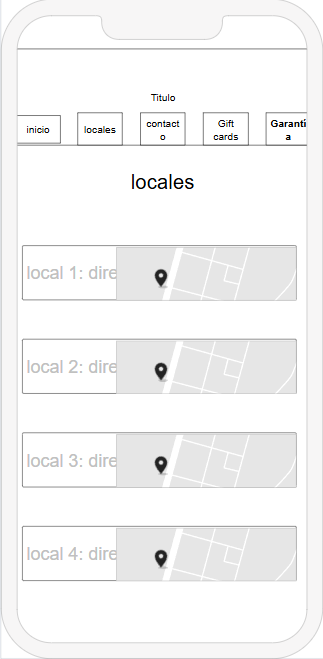 Titulo
inicio
locales
contact
o
Gift
cards
Garantí
a
locales
local 1: dire
local 2: dire
local 3: dire
local 4: dire